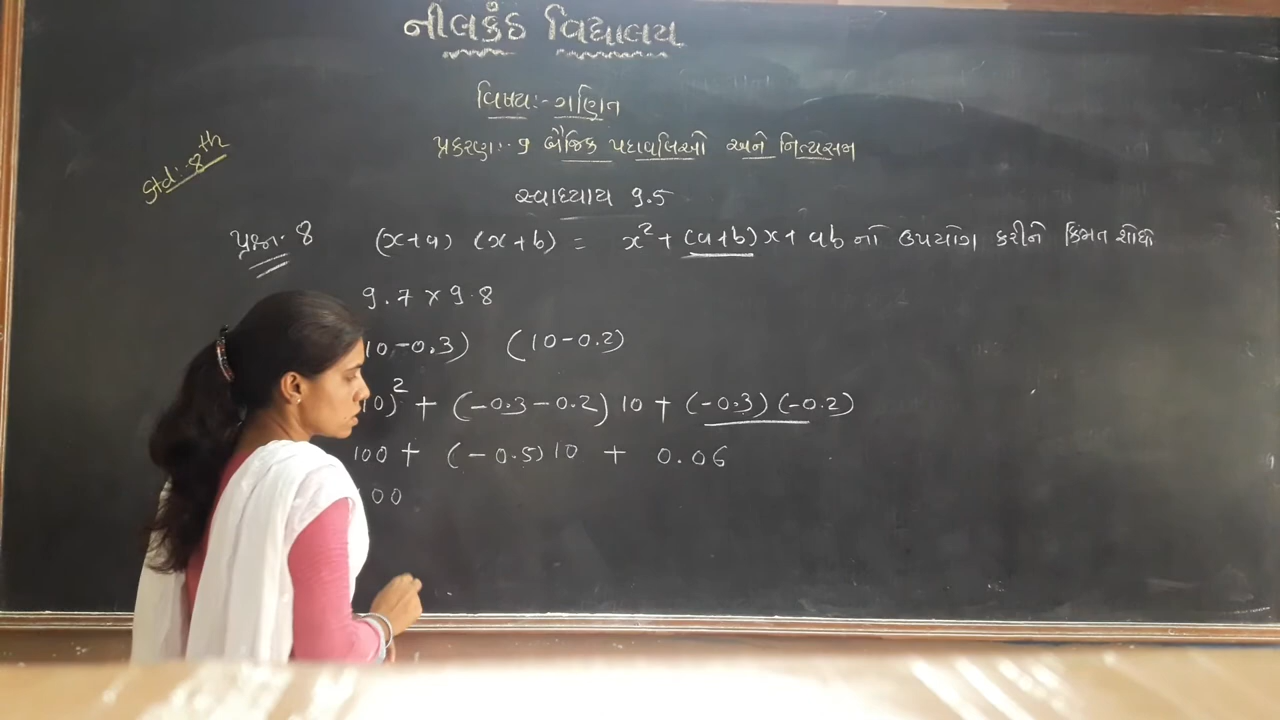 નીલકંઠ વિદ્યાલય
વિષય:- ગણિત
પ્રકરણ:- ૯ બૈજિક પદાવલિઓ અને નિત્યસમ
Std:- 8th
સ્વાધ્યાય 9.5
પ્રશ્ન- 8 (x+a) (x+b) = x² + (a+b)x + ab નો ઉપયોગ કરીને કિંમત શોધો
9.7 × 9.8
10-0.3) (10-0.2)
10)² + (-0.3-0.2) 10 + (-0.3) (-0.2)
100 + (-0.5) 10 + 0.06
00